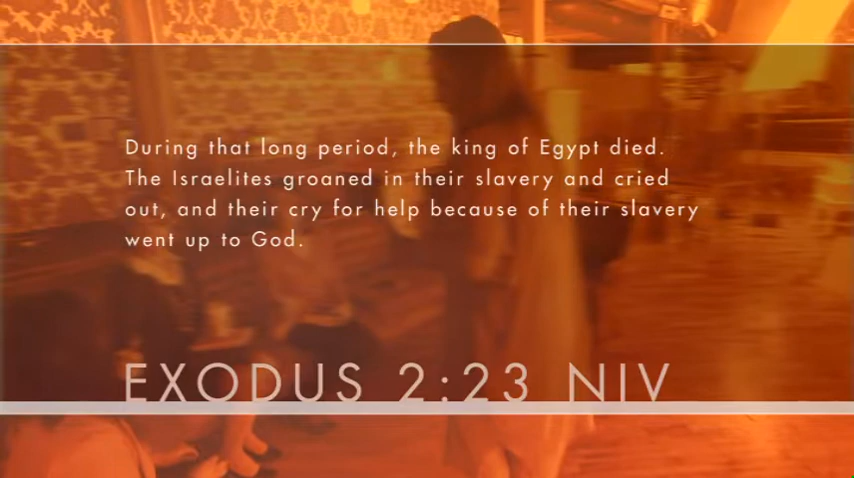 During that long period, the king of Egypt died.
The Israelites groaned in their slavery and cried
out, and their cry for help because of their slavery
went up to God.
EXODUS 2:23 NIV